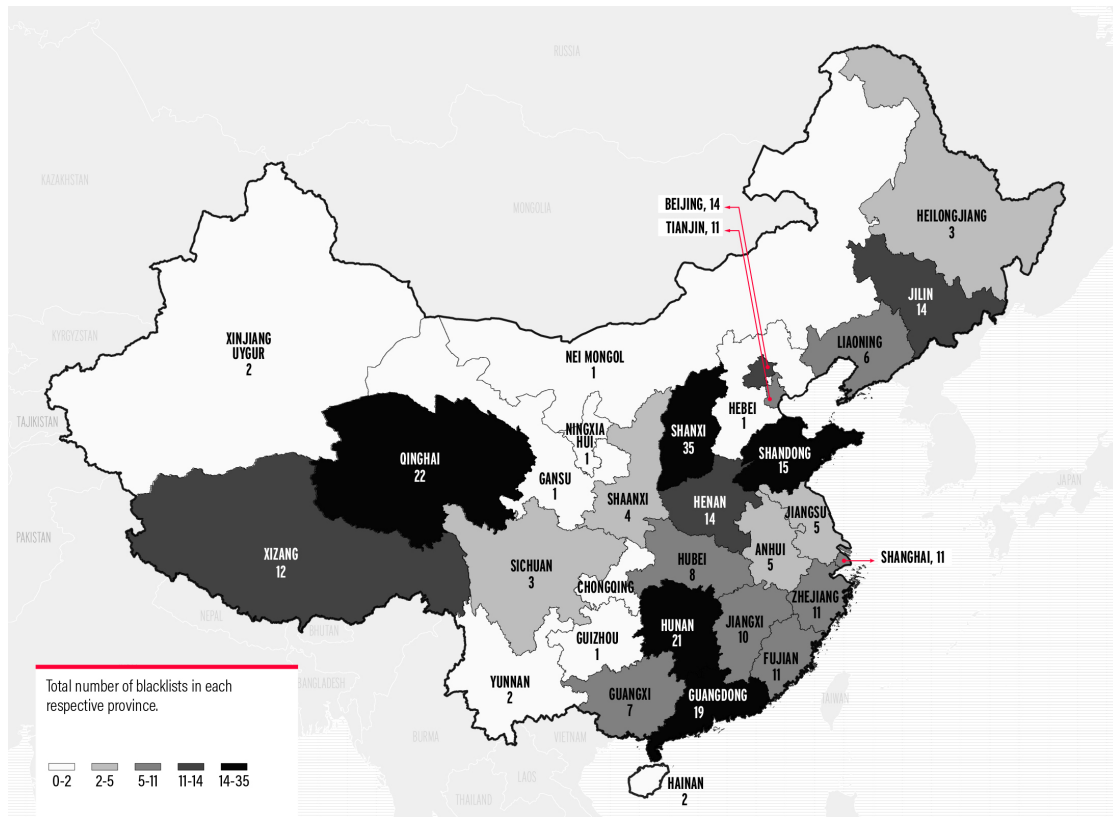 RUSSIA
KAZAKHSTAN
MONGOLIA
BEIJING, 14
TIANJIN, 11
HEILONGJIANG
3
JILIN
14
KYRGYZSTAN
XINJIANG
UYGUR
2
LIAONING
6
NEI MONGOL
1
TAJIKISTAN
HEBEI
1
NINGXIA
HUI
1
SHANXI
35
SHANDONG
15
QINGHAI
22
GANSU
1
JAPAN
SHAANXI
4
HENAN
14
JIANGSU
5
PAKISTAN
XIZANG
12
SICHUAN
3
HUBEI
8
ANHUI
5
SHANGHAI, 11
CHONGQING
ZHEJIANG
11
NEPAL
BHUTAN
GUIZHOU
1
HUNAN
21
JIANGXI
10
FUJIAN
11
BANGLADESH
YUNNAN
2
GUANGXI
7
GUANGDONG
19
TAIWAN
BURMA
VIETNAM
LAOS
THAILAND
HAINAN
2
Total number of blacklists in each
respective province.
0-2 2-5 5-11 11-14 14-35